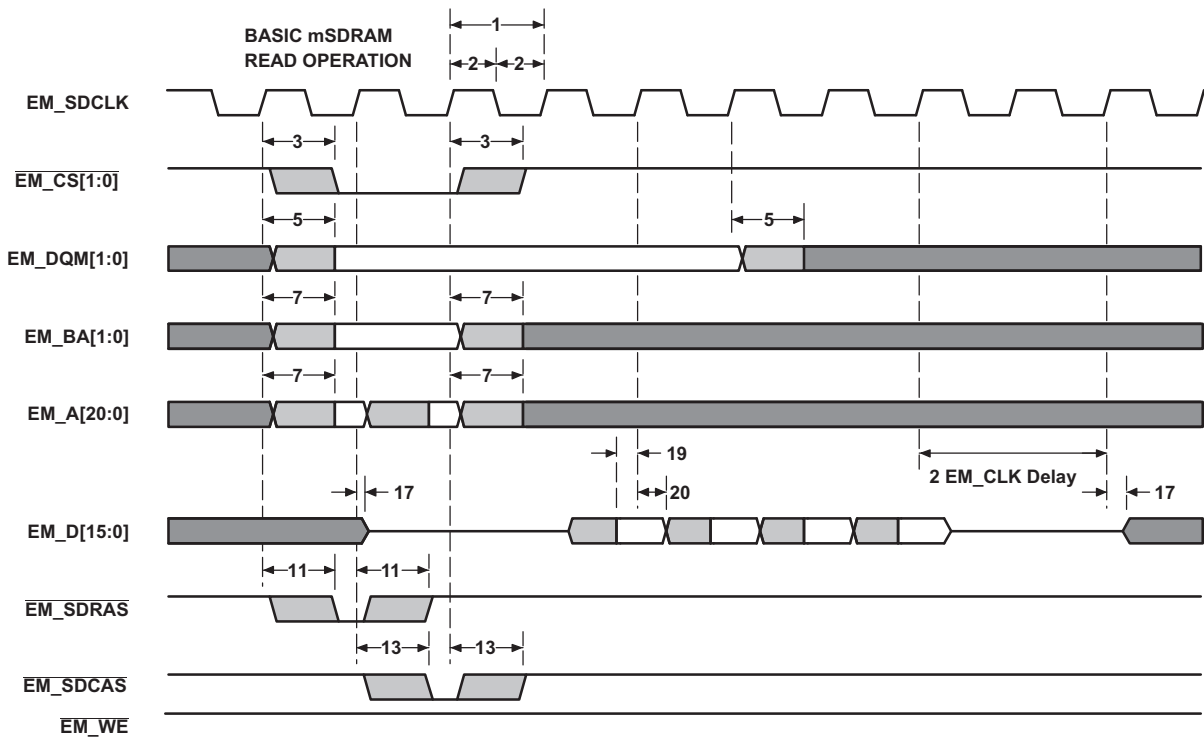 1
BASIC mSDRAM
READ OPERATION
2 2
EM_SDCLK
3 3
EM_CS[1:0]
5 5
EM_DQM[1:0]
7 7
EM_BA[1:0]
7 7
EM_A[20:0]
19
2 EM_CLK Delay
17 20 17
EM_D[15:0]
11 11
EM_SDRAS
13 13
EM_SDCAS
EM_WE